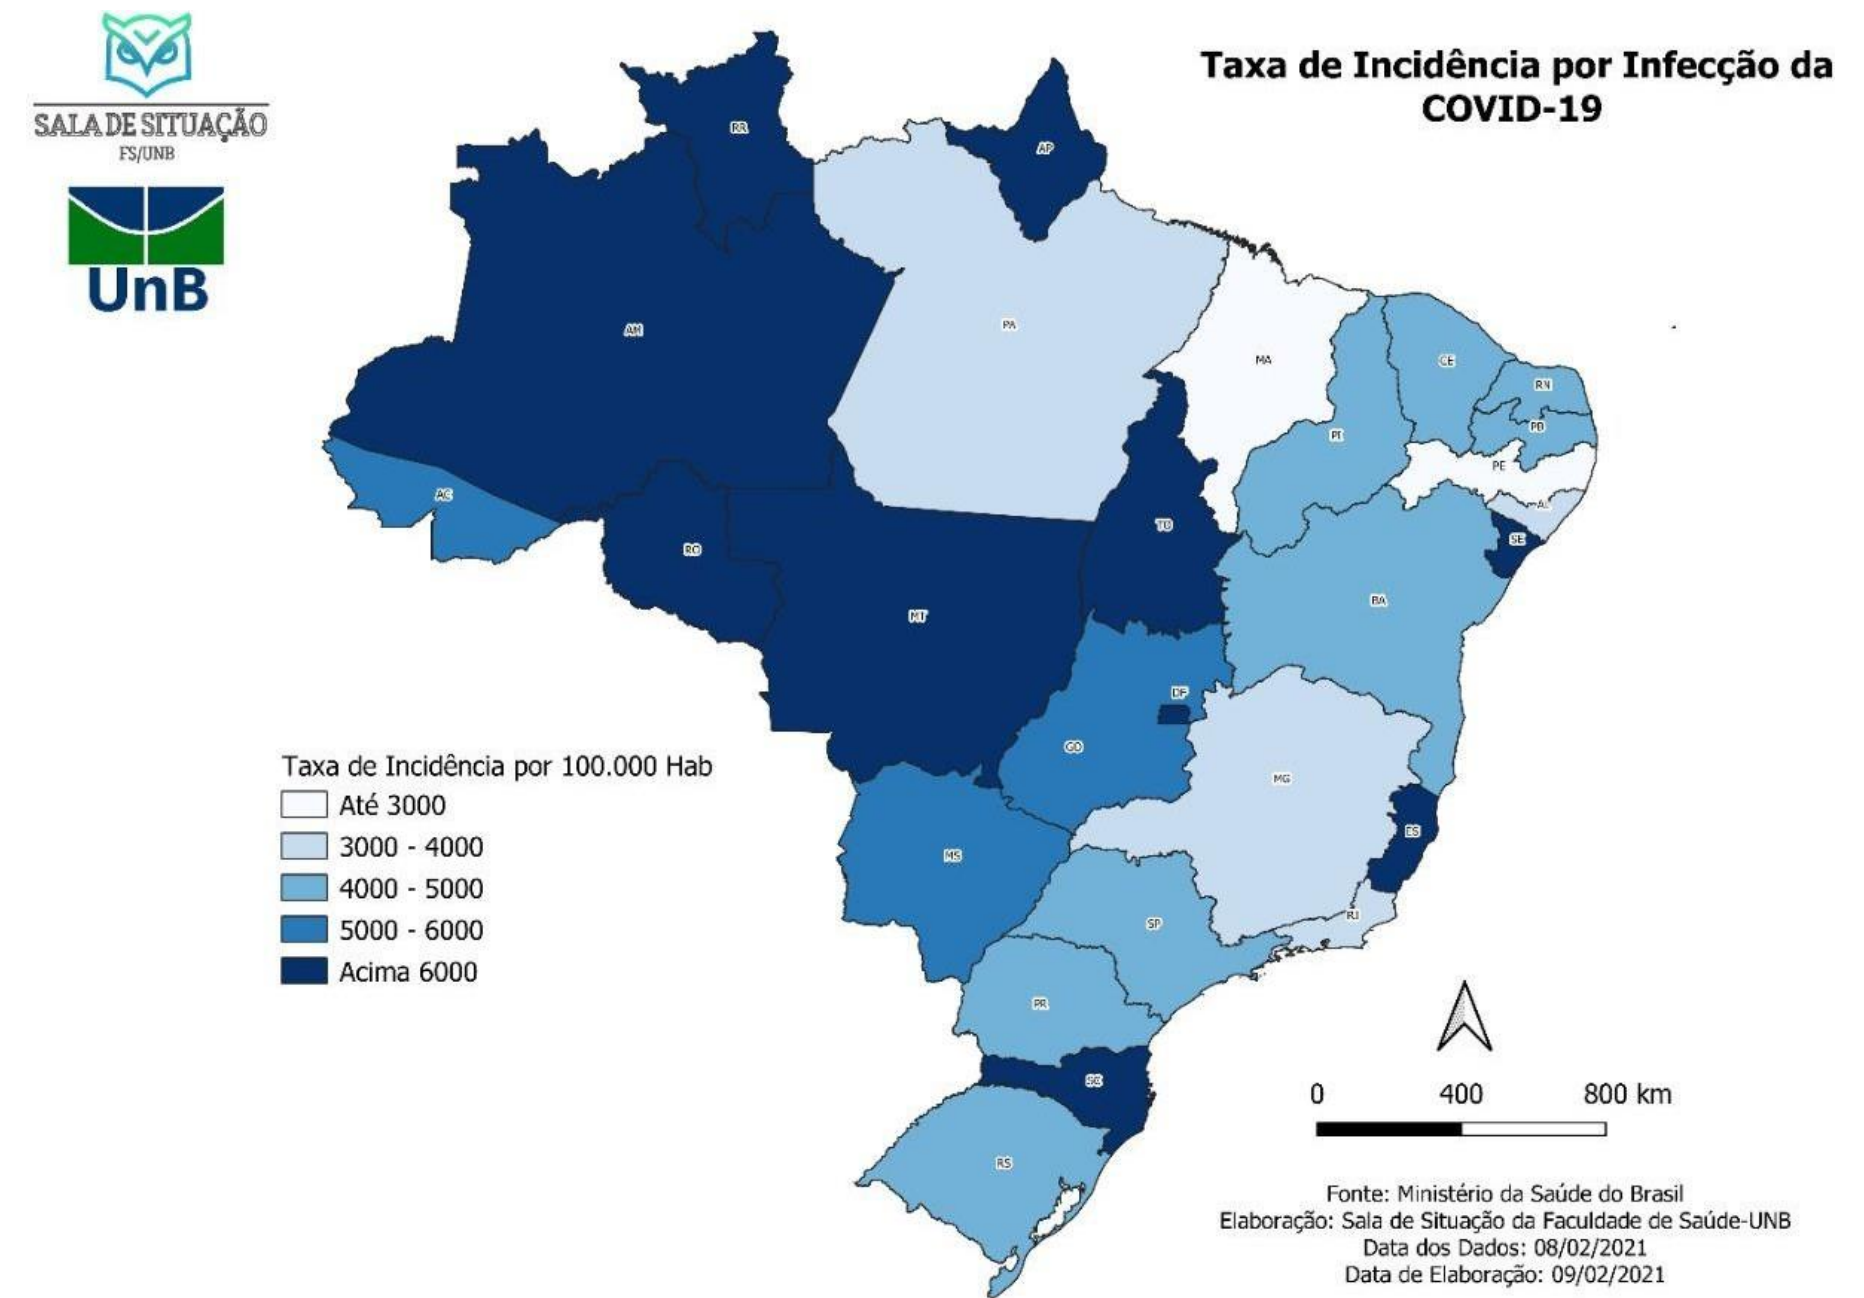 SALA DE SITUAÇÃO
FS/UNB
UnB
Taxa de Incidência por Infecção da
COVID-19
RR
AP
AM
PA
MA
CE
RN
PB
PI
PE
AL
SE
AC
TO
RO
BA
MT
DF
GO
MG
ES
MS
RJ
SP
PR
SC
RS
Taxa de Incidência por 100.000 Hab
Até 3000
3000 - 4000
4000 - 5000
5000 - 6000
Acima 6000
0 400 800 km
Fonte: Ministério da Saúde do Brasil
Elaboração: Sala de Situação da Faculdade de Saúde-UNB
Data dos Dados: 08/02/2021
Data de Elaboração: 09/02/2021